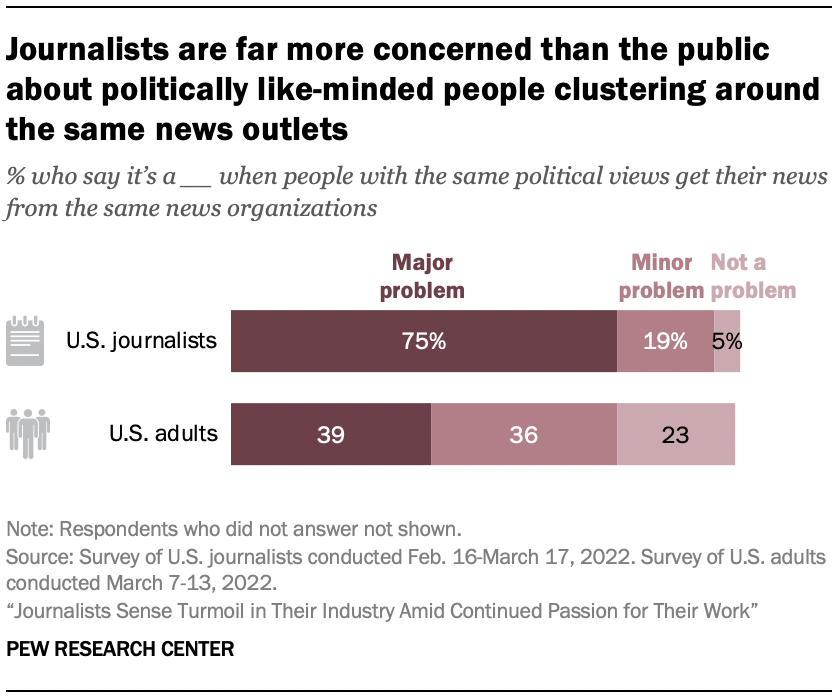 Journalists are far more concerned than the public
about politically like-minded people clustering around
the same news outlets
% who say it's a __ when people with the same political views get their news
from the same news organizations
Major
problem
Minor
problem
Not a
problem
U.S. journalists 75% 19% 5%
U.S. adults 39 36 23
Note: Respondents who did not answer not shown.
Source: Survey of U.S. journalists conducted Feb. 16-March 17, 2022. Survey of U.S. adults
conducted March 7-13, 2022.
“Journalists Sense Turmoil in Their Industry Amid Continued Passion for Their Work”
PEW RESEARCH CENTER